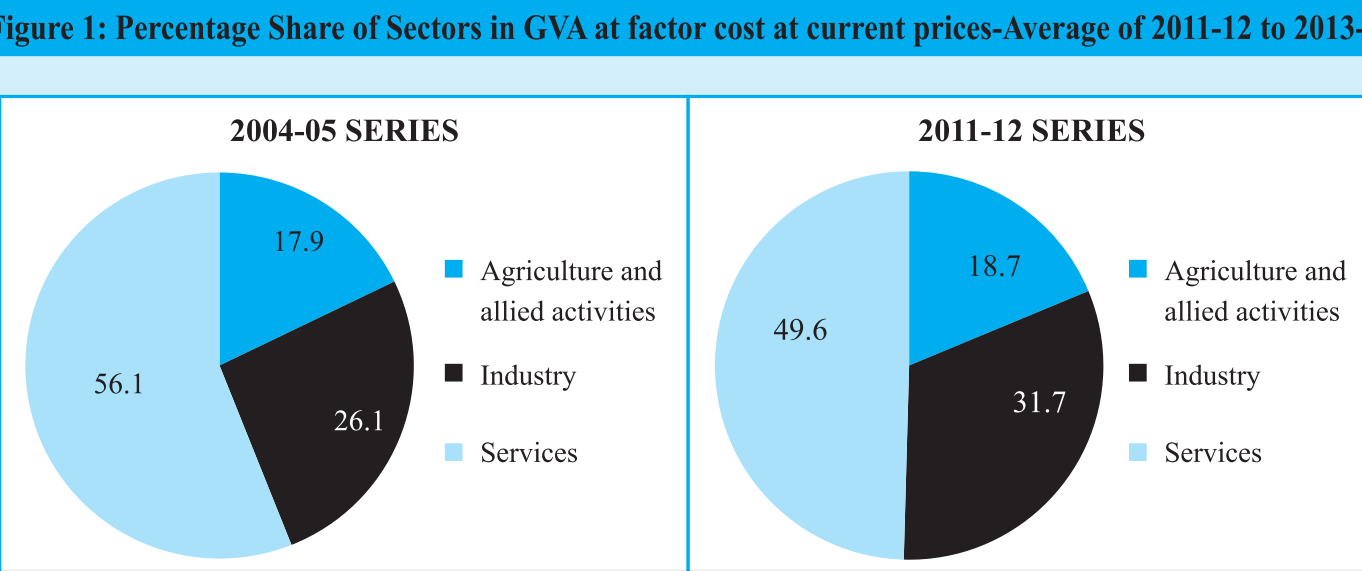 Figure 1: Percentage Share of Sectors in GVA at factor cost at current prices-Average of 2011-12 to 2013-
2004-05 SERIES
17.9
56.1
26.1
Agriculture and
allied activities
Industry
Services
2011-12 SERIES
18.7
49.6
31.7
Agriculture and
allied activities
Industry
Services